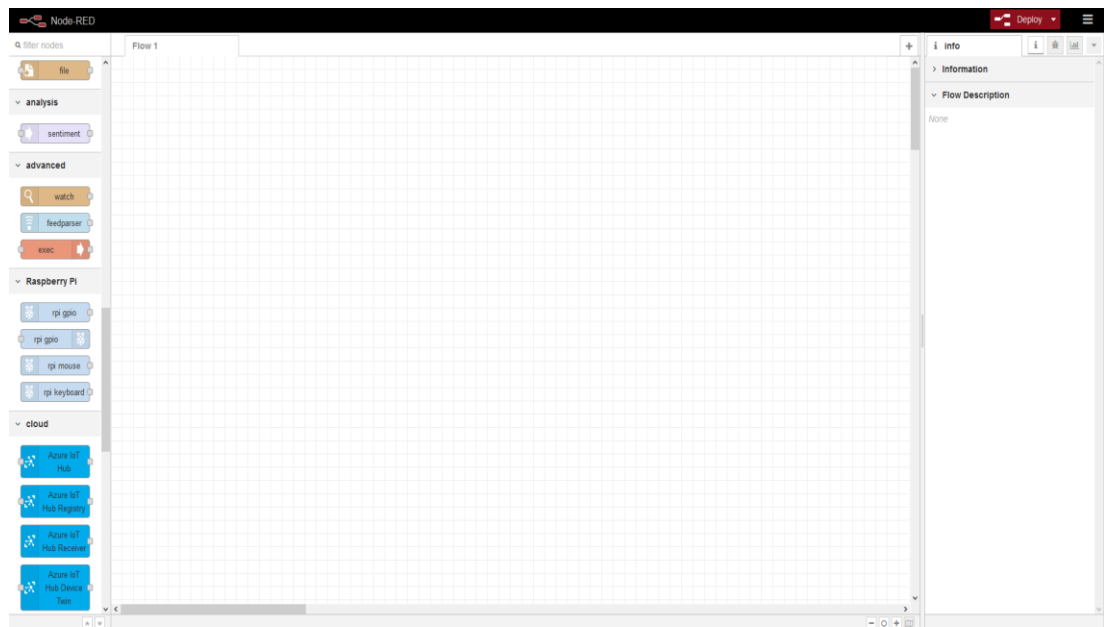 Node-RED
Deploy
filter nodes
Flow 1
info
file
analysis
sentiment
advanced
watch
feedparser
exec
Raspberry Pi
rpi gpio
rpi gpio
rpi mouse
rpi keyboard
cloud
Azure IoT
Hub
Azure IoT
Hub Registry
Azure IoT
Hub Receiver
Azure IoT
Hub Device
Twin
Information
Flow Description
None